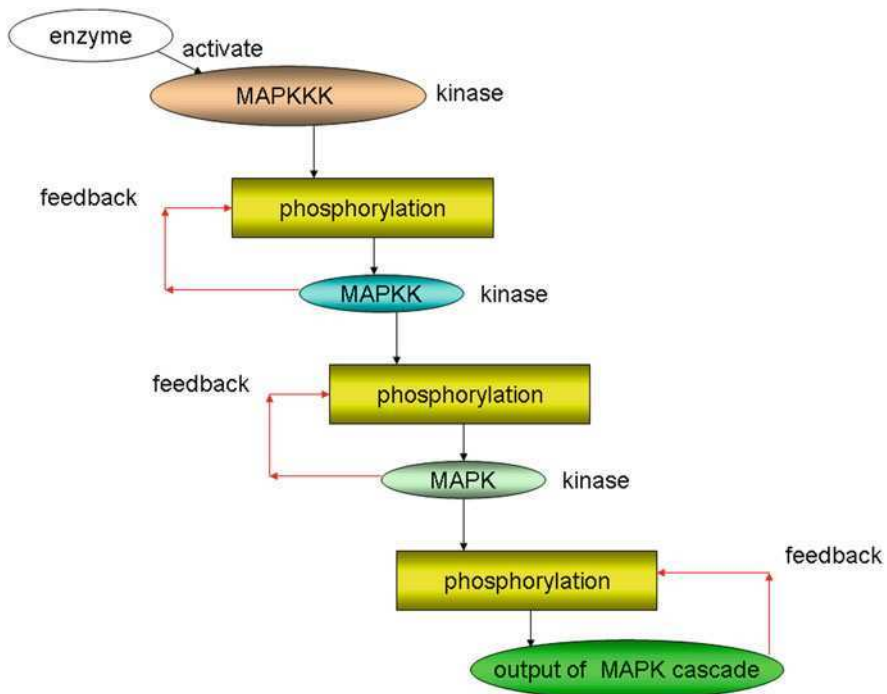 enzyme
activate
MAPKKK
kinase
feedback
phosphorylation
MAPKK
kinase
feedback
phosphorylation
MAPK
kinase
feedback
phosphorylation
output of MAPK cascade